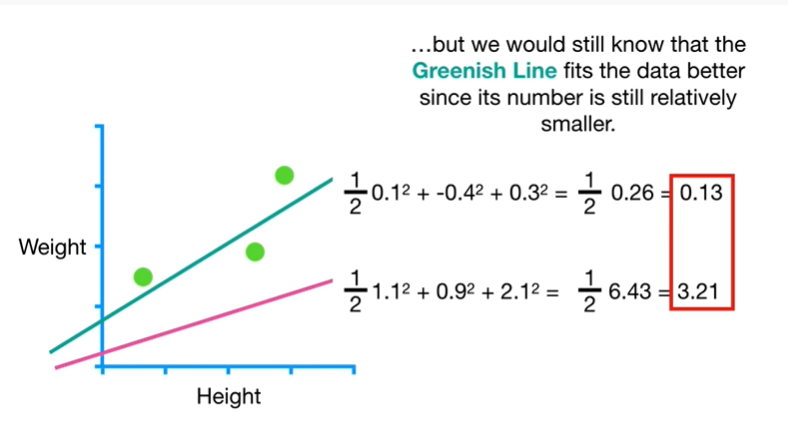 ...but we would still know that the
Greenish Line fits the data better
since its number is still relatively
smaller.
1/2 0.1² + -0.4² + 0.3² = 1/2 0.26 = 0.13
Weight
1/2 1.1² + 0.9² + 2.1² = 1/2 6.43 = 3.21
Height